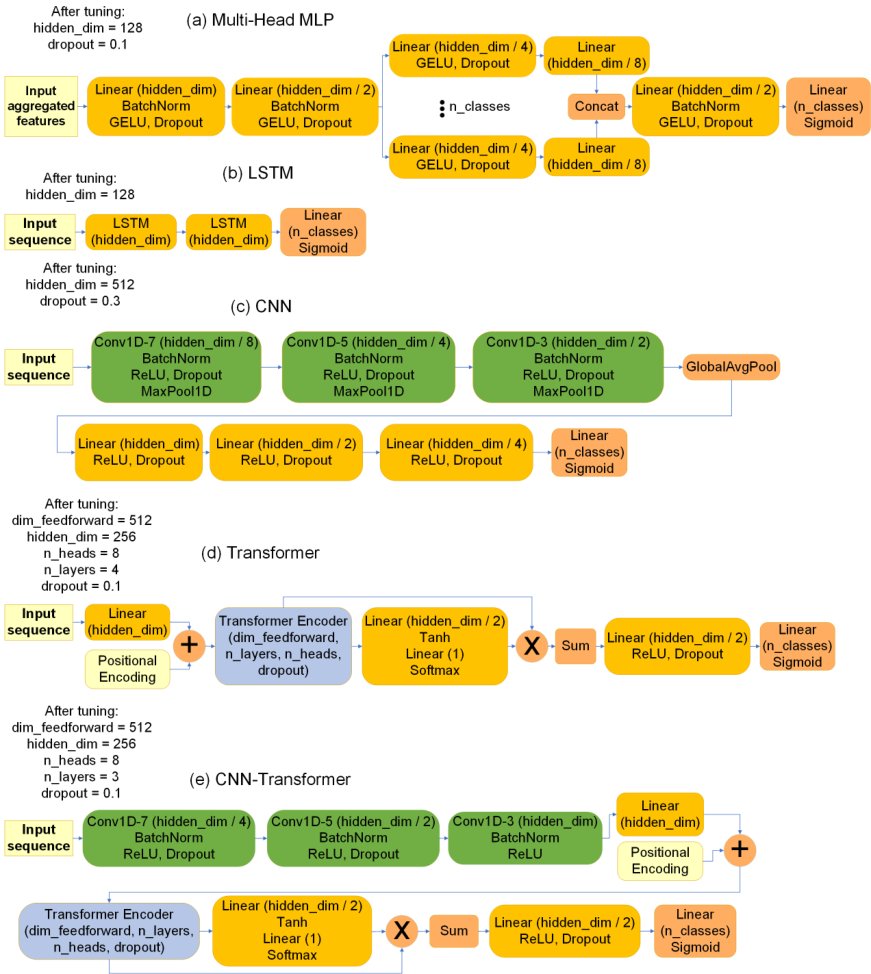 After tuning:
hidden_dim = 128
dropout = 0.1
(a) Multi-Head MLP
Input
aggregated
features
Linear (hidden_dim)
BatchNorm
GELU, Dropout
Linear (hidden_dim / 2)
BatchNorm
GELU, Dropout
Linear (hidden_dim / 4)
GELU, Dropout
Linear
(hidden_dim / 8)
n_classes
Linear (hidden_dim / 4)
GELU, Dropout
Linear
(hidden_dim / 8)
Concat
Linear (hidden_dim / 2)
BatchNorm
GELU, Dropout
Linear
(n_classes)
Sigmoid
(b) LSTM
After tuning:
hidden_dim = 128
Input
sequence
LSTM
(hidden_dim)
LSTM
(hidden_dim)
Linear
(n_classes)
Sigmoid
After tuning:
hidden_dim = 512
dropout = 0.3
(c) CNN
Input
sequence
Conv1D-7 (hidden_dim / 8)
BatchNorm
ReLU, Dropout
MaxPool1D
Conv1D-5 (hidden_dim / 4)
BatchNorm
ReLU, Dropout
MaxPool1D
Conv1D-3 (hidden_dim / 2)
BatchNorm
ReLU, Dropout
MaxPool1D
GlobalAvgPool
Linear (hidden_dim)
ReLU, Dropout
Linear (hidden_dim / 2)
ReLU, Dropout
Linear (hidden_dim / 4)
ReLU, Dropout
Linear
(n_classes)
Sigmoid
After tuning:
dim_feedforward = 512
hidden_dim = 256
n_heads = 8
n_layers = 4
dropout = 0.1
(d) Transformer
Input
sequence
Linear
(hidden_dim)
Positional
Encoding
+
Transformer Encoder
(dim_feedforward,
n_layers, n_heads,
dropout)
Linear (hidden_dim / 2)
Tanh
Linear (1)
Softmax
X
Sum
Linear (hidden_dim / 2)
ReLU, Dropout
Linear
(n_classes)
Sigmoid
After tuning:
dim_feedforward = 512
hidden_dim = 256
n_heads = 8
n_layers = 3
dropout = 0.1
(e) CNN-Transformer
Input
sequence
Conv1D-7 (hidden_dim / 4)
BatchNorm
ReLU, Dropout
Conv1D-5 (hidden_dim / 2)
BatchNorm
ReLU, Dropout
Conv1D-3 (hidden_dim)
BatchNorm
ReLU
Linear
(hidden_dim)
Positional
Encoding
+
Transformer Encoder
(dim_feedforward, n_layers,
n_heads, dropout)
Linear (hidden_dim / 2)
Tanh
Linear (1)
Softmax
X
Sum
Linear (hidden_dim / 2)
ReLU, Dropout
Linear
(n_classes)
Sigmoid